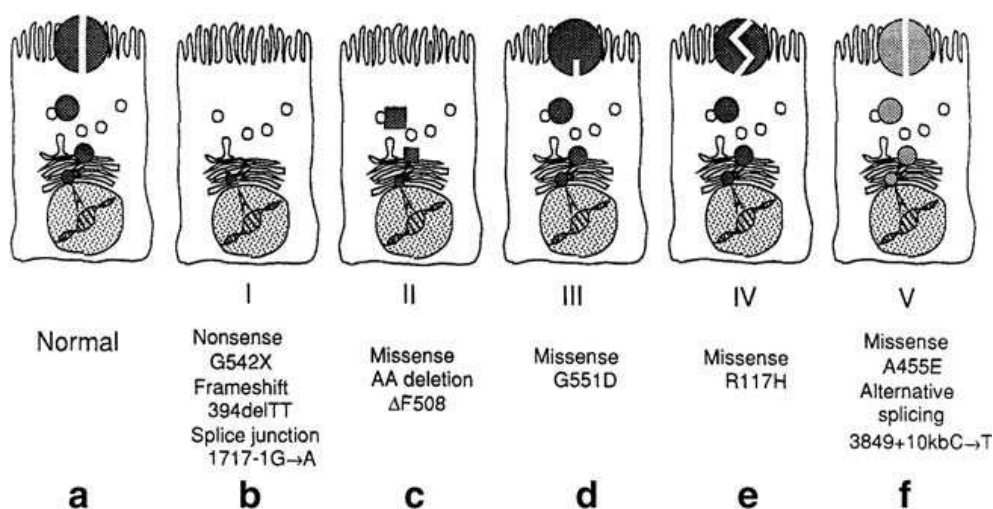 I
II
III
IV
V
Normal
Nonsense
G542X
Frameshift
394delTT
Splice junction
1717-1G→A
Missense
AA deletion
ΔF508
Missense
G551D
Missense
R117H
Missense
A455E
Alternative
splicing
3849+10kbC→T
a
b
c
d
e
f